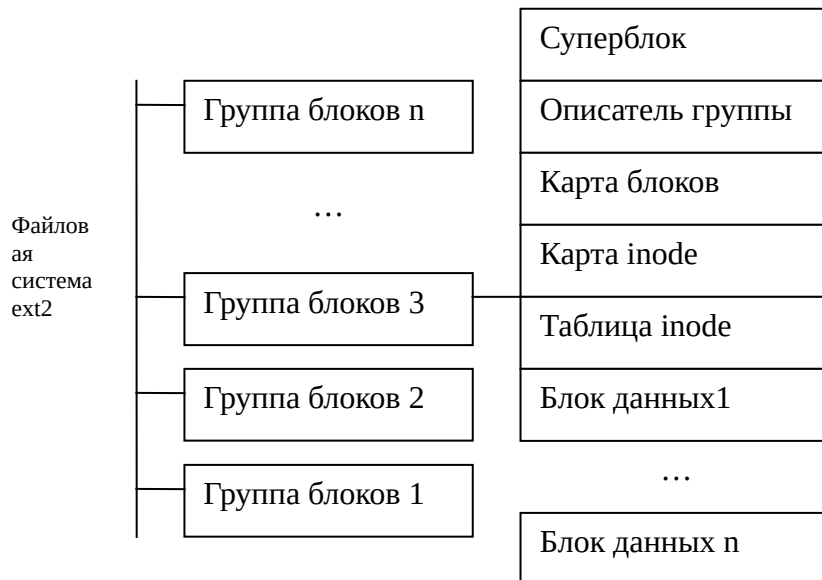 Файлов
ая
система
ext2
Группа блоков n
...
Группа блоков 3
Группа блоков 2
Группа блоков 1
Суперблок
Описатель группы
Карта блоков
Карта inode
Таблица inode
Блок данных1
...
Блок данных n